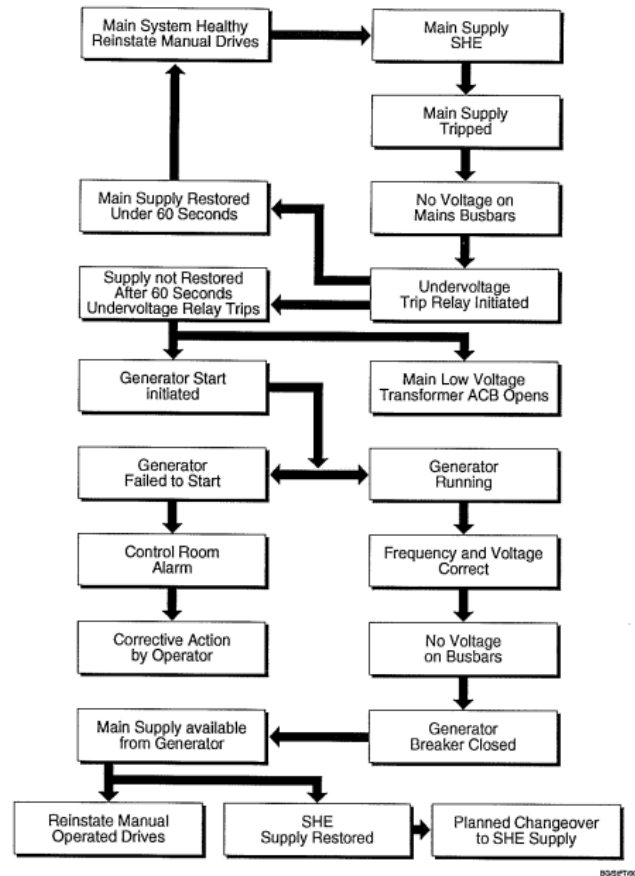 Main System Healthy
Reinstate Manual Drives
Main Supply
SHE
Main Supply
Tripped
Main Supply Restored
Under 60 Seconds
No Voltage on
Mains Busbars
Supply not Restored
After 60 Seconds
Undervoltage Relay Trips
Undervoltage
Trip Relay Initiated
Generator Start
initiated
Main Low Voltage
Transformer ACB Opens
Generator
Failed to Start
Generator
Running
Control Room
Alarm
Frequency and Voltage
Correct
Corrective Action
by Operator
No Voltage
on Busbars
Main Supply available
from Generator
Generator
Breaker Closed
Reinstate Manual
Operated Drives
SHE
Supply Restored
Planned Changeover
to SHE Supply